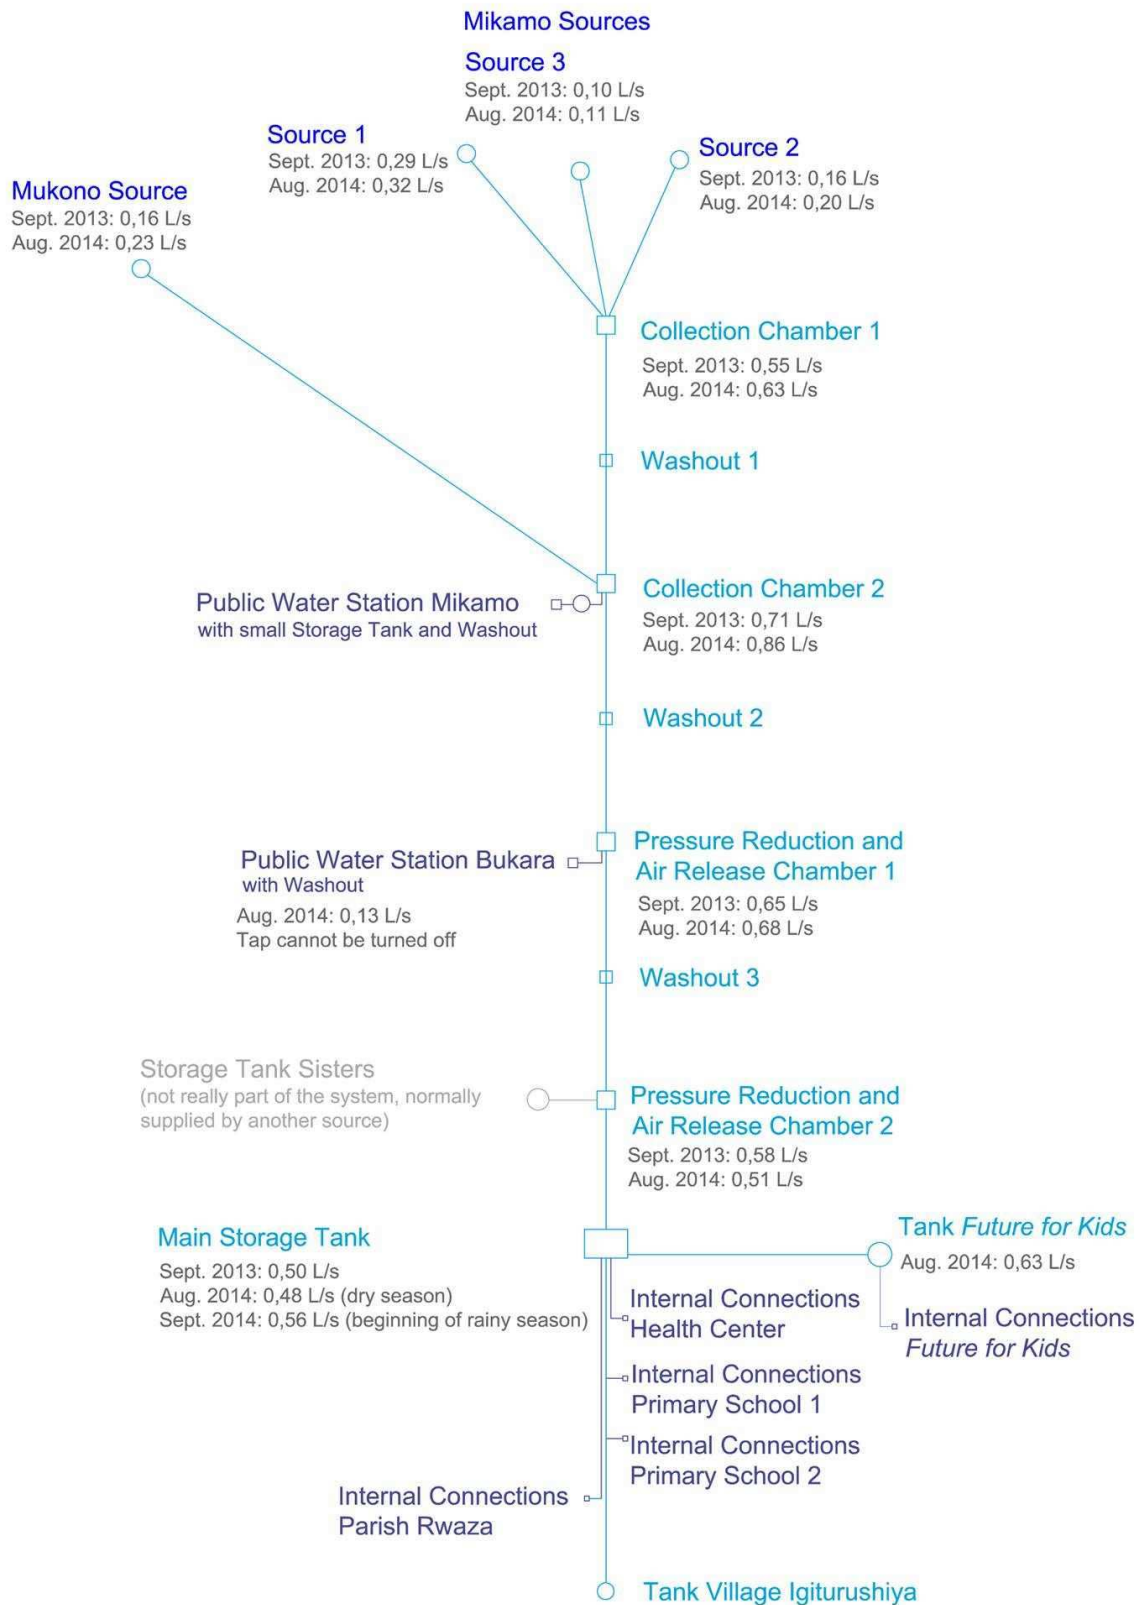 Mikamo Sources
Source 3
Sept. 2013: 0,10 L/s
Aug. 2014: 0,11 L/s
Source 1
Sept. 2013: 0,29 L/s
Aug. 2014: 0,32 L/s
Source 2
Sept. 2013: 0,16 L/s
Aug. 2014: 0,20 L/s
Mukono Source
Sept. 2013: 0,16 L/s
Aug. 2014: 0,23 L/s
Collection Chamber 1
Sept. 2013: 0,55 L/s
Aug. 2014: 0,63 L/s
Washout 1
Collection Chamber 2
Sept. 2013: 0,71 L/s
Aug. 2014: 0,86 L/s
Public Water Station Mikamo
with small Storage Tank and Washout
Washout 2
Pressure Reduction and
Air Release Chamber 1
Sept. 2013: 0,65 L/s
Aug. 2014: 0,68 L/s
Public Water Station Bukara
with Washout
Aug. 2014: 0,13 L/s
Tap cannot be turned off
Washout 3
Storage Tank Sisters
(not really part of the system, normally
supplied by another source)
Pressure Reduction and
Air Release Chamber 2
Sept. 2013: 0,58 L/s
Aug. 2014: 0,51 L/s
Main Storage Tank
Sept. 2013: 0,50 L/s
Aug. 2014: 0,48 L/s (dry season)
Sept. 2014: 0,56 L/s (beginning of rainy season)
Tank Future for Kids
Aug. 2014: 0,63 L/s
Internal Connections
Future for Kids
Internal Connections
Health Center
Internal Connections
Primary School 1
Internal Connections
Primary School 2
Internal Connections
Parish Rwaza
Tank Village Igiturushiya